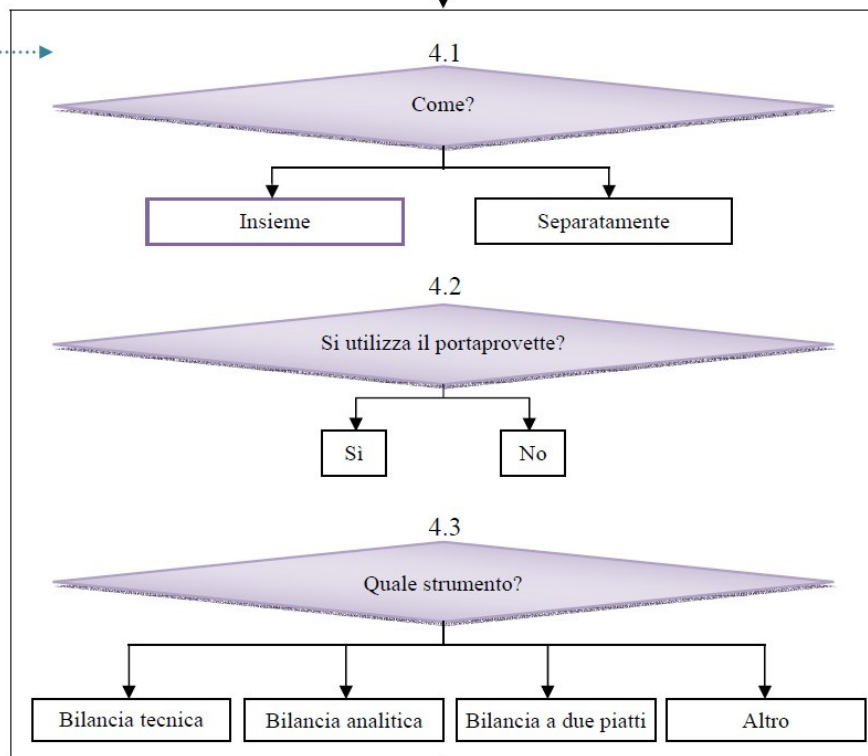 4.1
Come?
Insieme
Separatamente
4.2
Si utilizza il portaprovette?
Sì
No
4.3
Quale strumento?
Bilancia tecnica
Bilancia analitica
Bilancia a due piatti
Altro